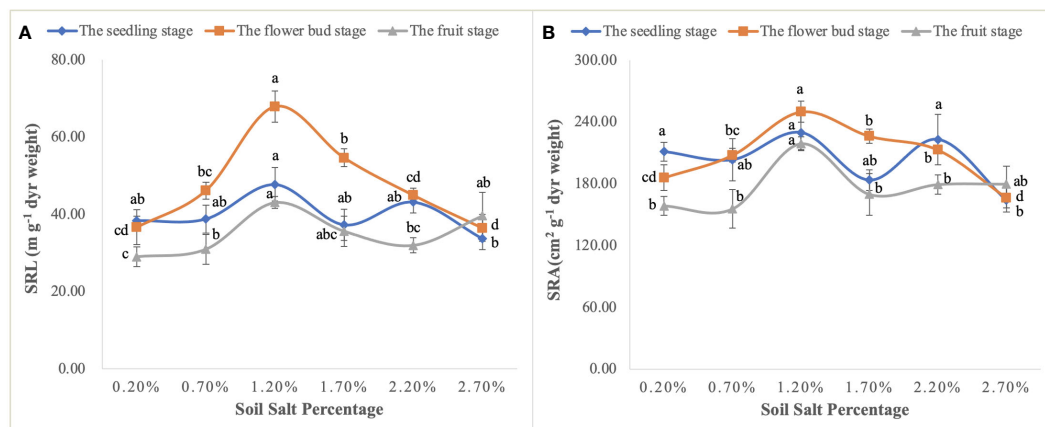 A
The seedling stage The flower bud stage The fruit stage
80.00
60.00
40.00
20.00
0.00
SRL (m g-1 dyr weight)
a
a
a
b
bc
cd
ab
ab
ab
ab
ab
cd
d
b
b
c
abc
bc
0.20% 0.70% 1.20% 1.70% 2.20% 2.70%
Soil Salt Percentage
B
The seedling stage The flower bud stage The fruit stage
300.00
240.00
180.00
120.00
60.00
0.00
SRA(cm2 g-1 dyr weight)
a
a
a
a
a
b
bc
ab
ab
b
cd
b
b
b
b
ab
d
b
0.20% 0.70% 1.20% 1.70% 2.20% 2.70%
Soil Salt Percentage